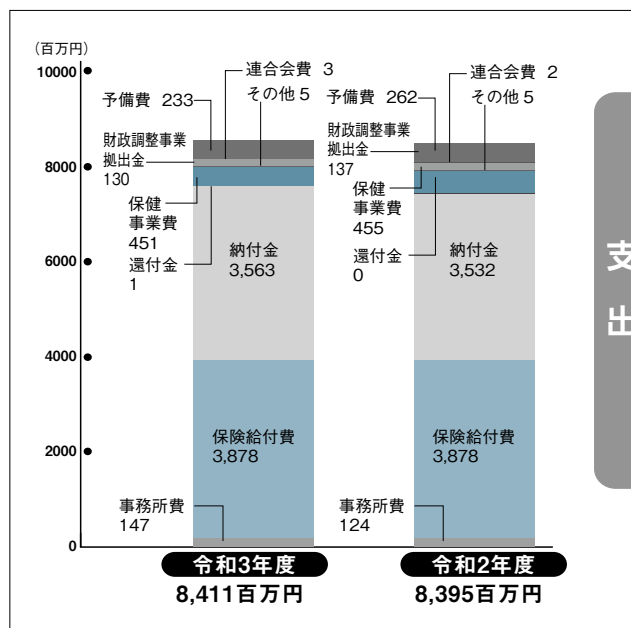 （百万円）
10000
8000
6000
4000
2000
0
連合会費 3
予備費 233
その他 5
財政調整事業
拠出金
130
保健
事業費
451
還付金
1
納付金
3,563
保険給付費
3,878
事務所費
147
令和3年度
8,411百万円
連合会費 2
予備費 262
その他 5
財政調整事業
拠出金
137
保健
事業費
455
還付金
0
納付金
3,532
保険給付費
3,878
事務所費
124
令和2年度
8,395百万円
支
出